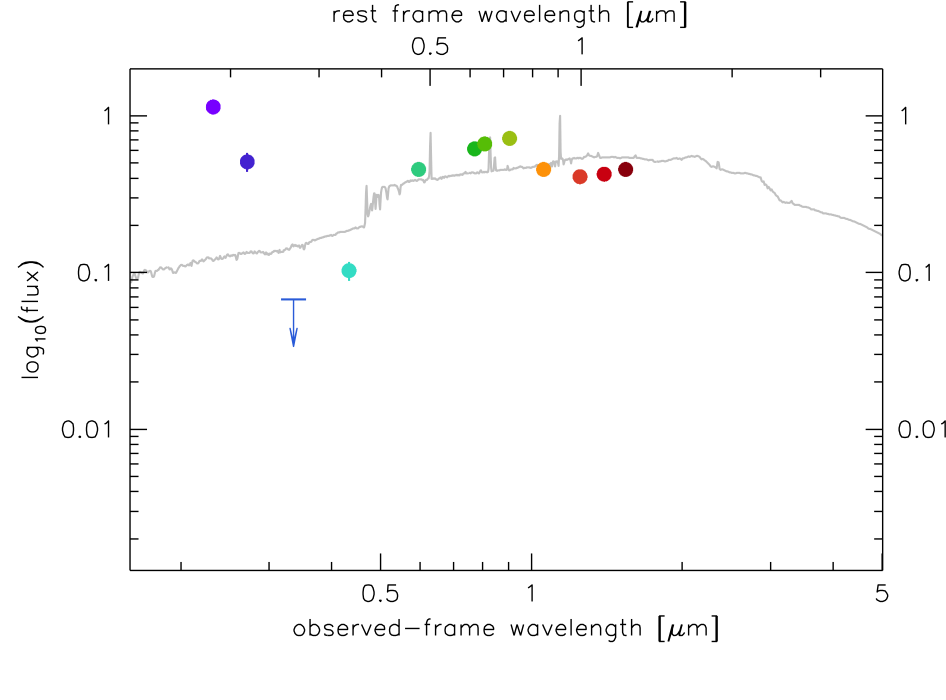 rest frame wavelength [μm]
0.5 1
1 1
0.1 0.1
log₁₀(flux)
0.01 0.01
0.5 1 5
observed-frame wavelength [μm]